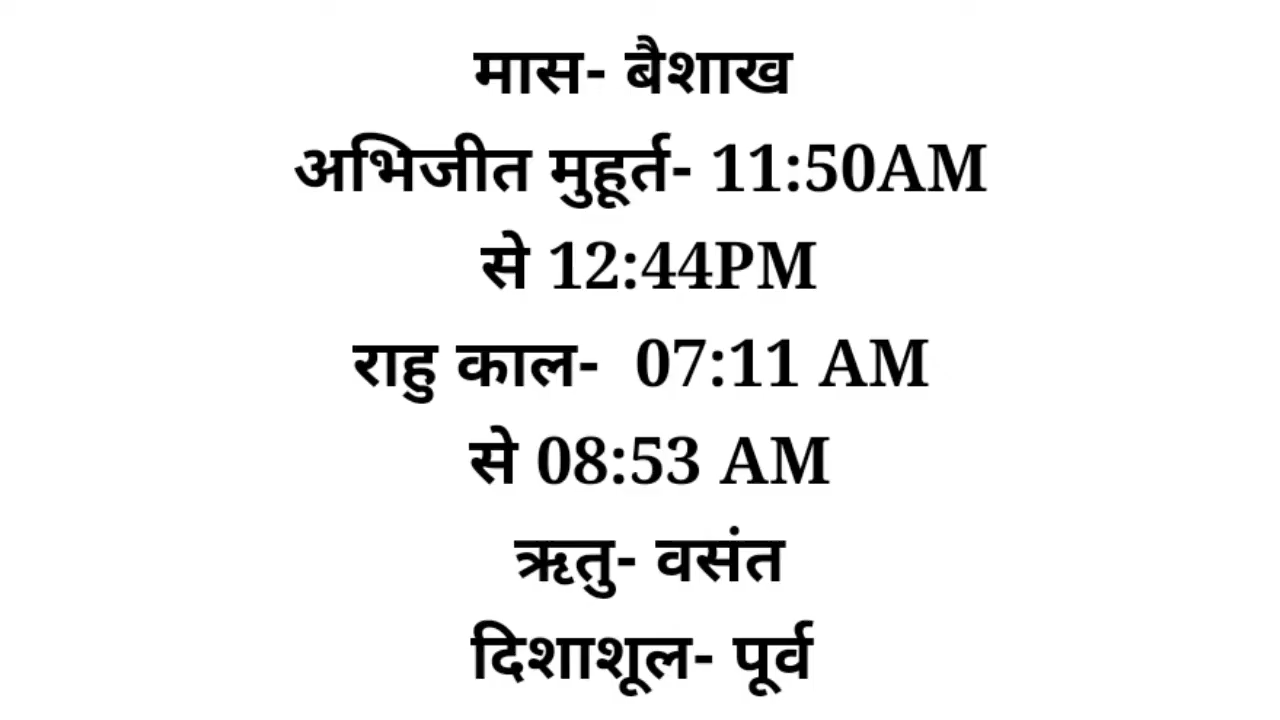 मास- बैशाख
अभिजीत मुहूर्त- 11:50AM
से 12:44PM
राहु काल-  07:11 AM
से 08:53 AM
ऋतु- वसंत
दिशाशूल- पूर्व